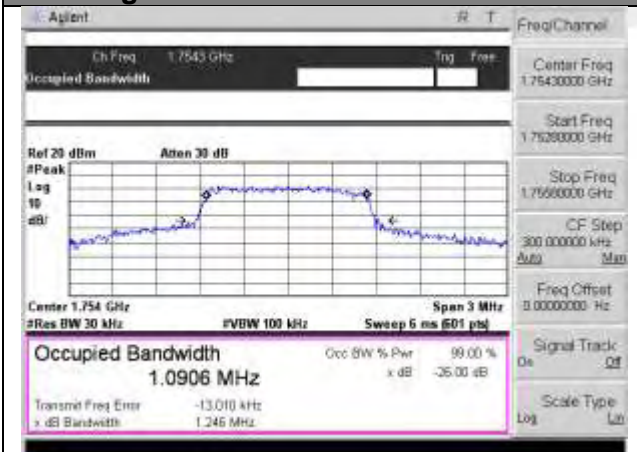 Agilent R T
Ch Freq 1.7543 GHz Trig Free
Occupied Bandwidth
Ref 20 dBm Atten 30 dB
#Peak
Log
10
dB/
Center 1.754 GHz Span 3 MHz
#Res BW 30 kHz #VBW 100 kHz Sweep 6 ms (601 pts)
Occupied Bandwidth Occ BW % Pwr 99.00 %
1.0906 MHz x dB -26.00 dB
Transmit Freq Error -13.010 kHz
x dB Bandwidth 1.246 MHz
Freq/Channel
Center Freq
1.75430000 GHz
Start Freq
1.75280000 GHz
Stop Freq
1.75580000 GHz
CF Step
300.000000 kHz
Auto Man
Freq Offset
0.00000000 Hz
Signal Track
On Off
Scale Type
Log Lin